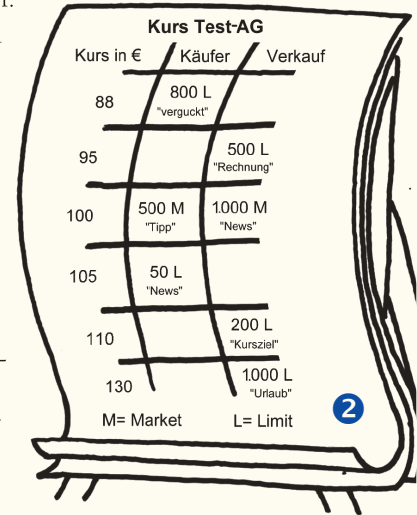 Kurs Test-AG
Kurs in € Käufer Verkauf
88 800 L
"verguckt"
95 500 L
"Rechnung"
100 500 M 1.000 M
"Tipp" "News"
105 50 L
"News"
110 200 L
"Kursziel"
130 1.000 L
"Urlaub"
M= Market L= Limit
2